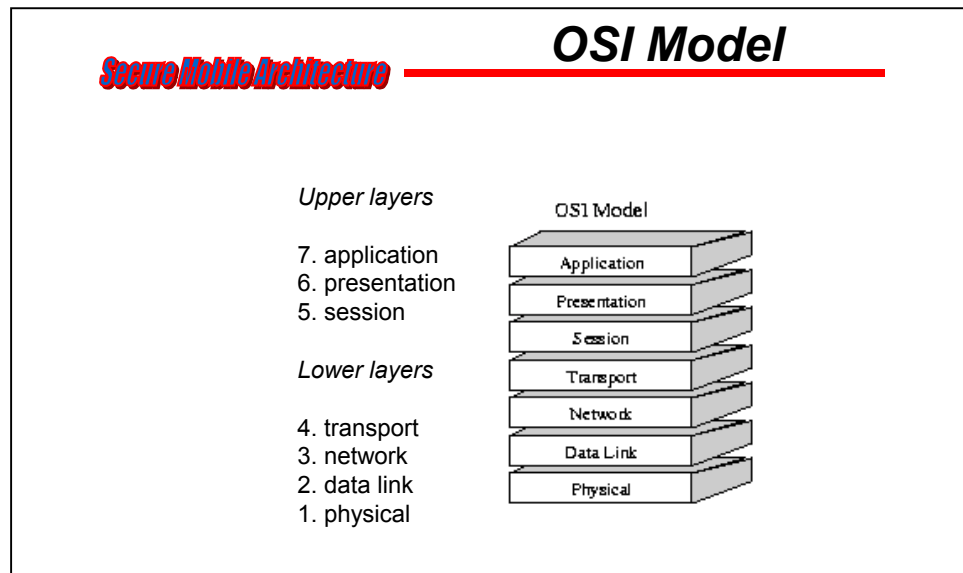 OSI Model
Secure Mobile Architecture
Upper layers
7. application
6. presentation
5. session
Lower layers
4. transport
3. network
2. data link
1. physical
OSI Model
Application
Presentation
Session
Transport
Network
Data Link
Physical